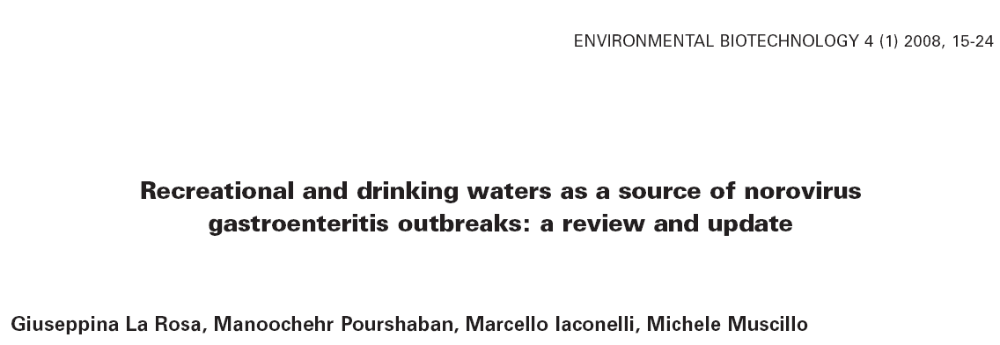 ENVIRONMENTAL BIOTECHNOLOGY 4 (1) 2008, 15-24
Recreational and drinking waters as a source of norovirus
gastroenteritis outbreaks: a review and update
Giuseppina La Rosa, Manoochehr Pourshaban, Marcello Iaconelli, Michele Muscillo